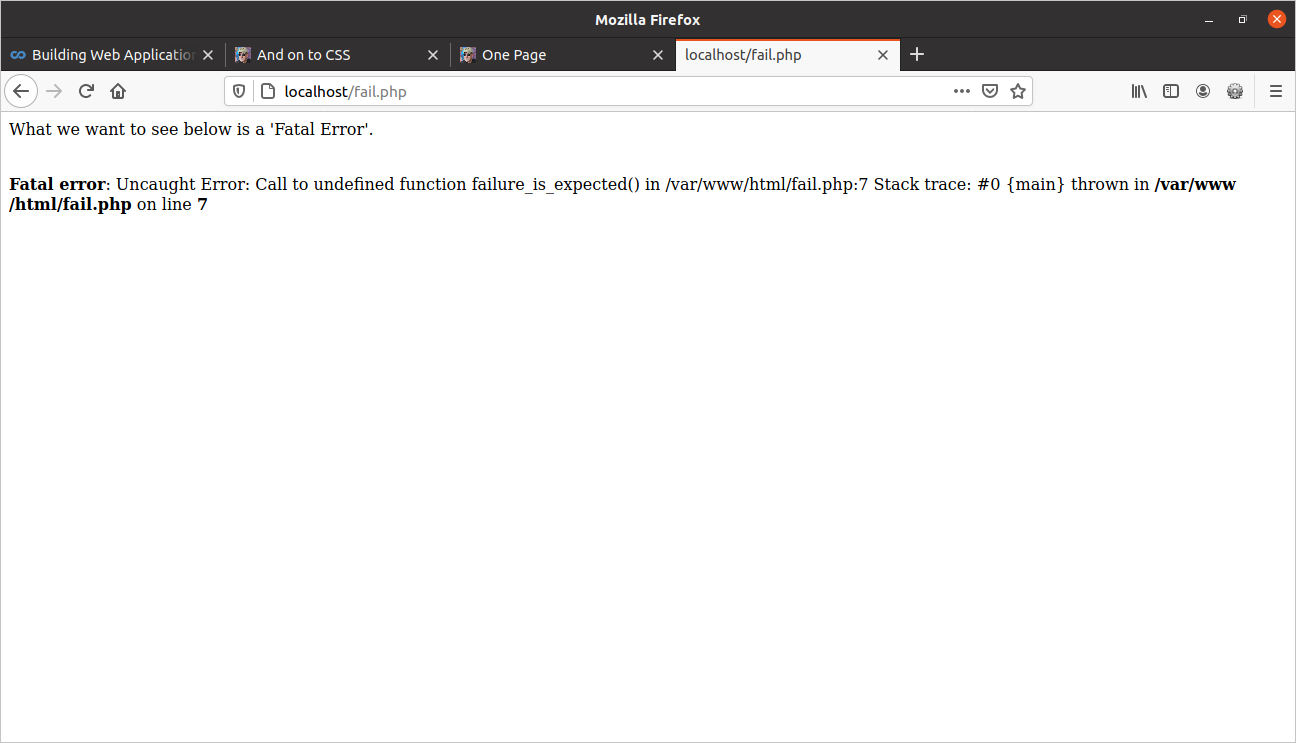 Mozilla Firefox
Building Web Application
And on to CSS
One Page
localhost/fail.php
localhost/fail.php
What we want to see below is a 'Fatal Error'.
Fatal error: Uncaught Error: Call to undefined function failure_is_expected() in /var/www/html/fail.php:7 Stack trace: #0 {main} thrown in /var/www
/html/fail.php on line 7